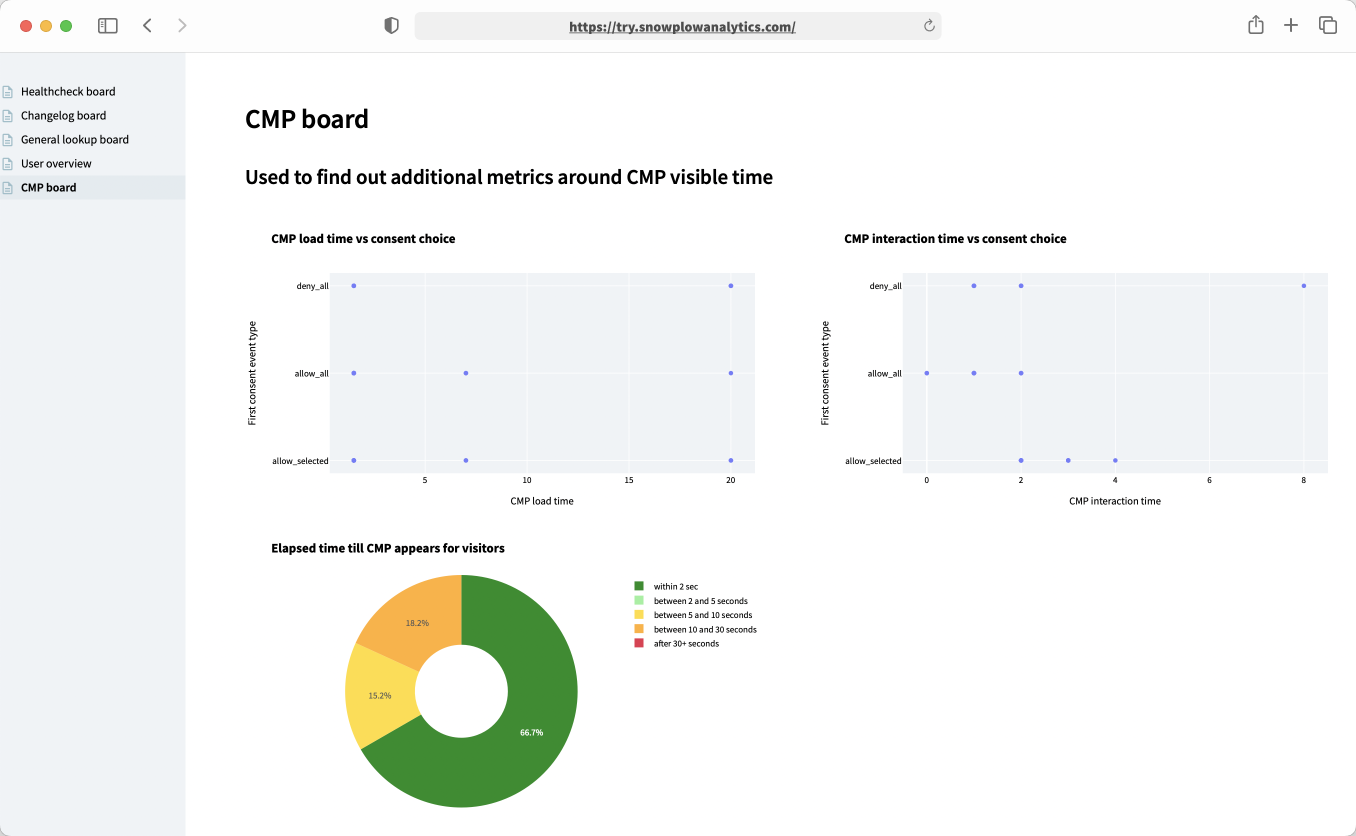 https://try.snowplowanalytics.com/
Healthcheck board
Changelog board
General lookup board
User overview
CMP board
CMP board
Used to find out additional metrics around CMP visible time
CMP load time vs consent choice
First consent event type
deny_all
allow_all
allow_selected
5 10 15 20
CMP load time
CMP interaction time vs consent choice
First consent event type
deny_all
allow_all
allow_selected
0 2 4 6 8
CMP interaction time
Elapsed time till CMP appears for visitors
18.2%
15.2%
66.7%
within 2 sec
between 2 and 5 seconds
between 5 and 10 seconds
between 10 and 30 seconds
after 30+ seconds